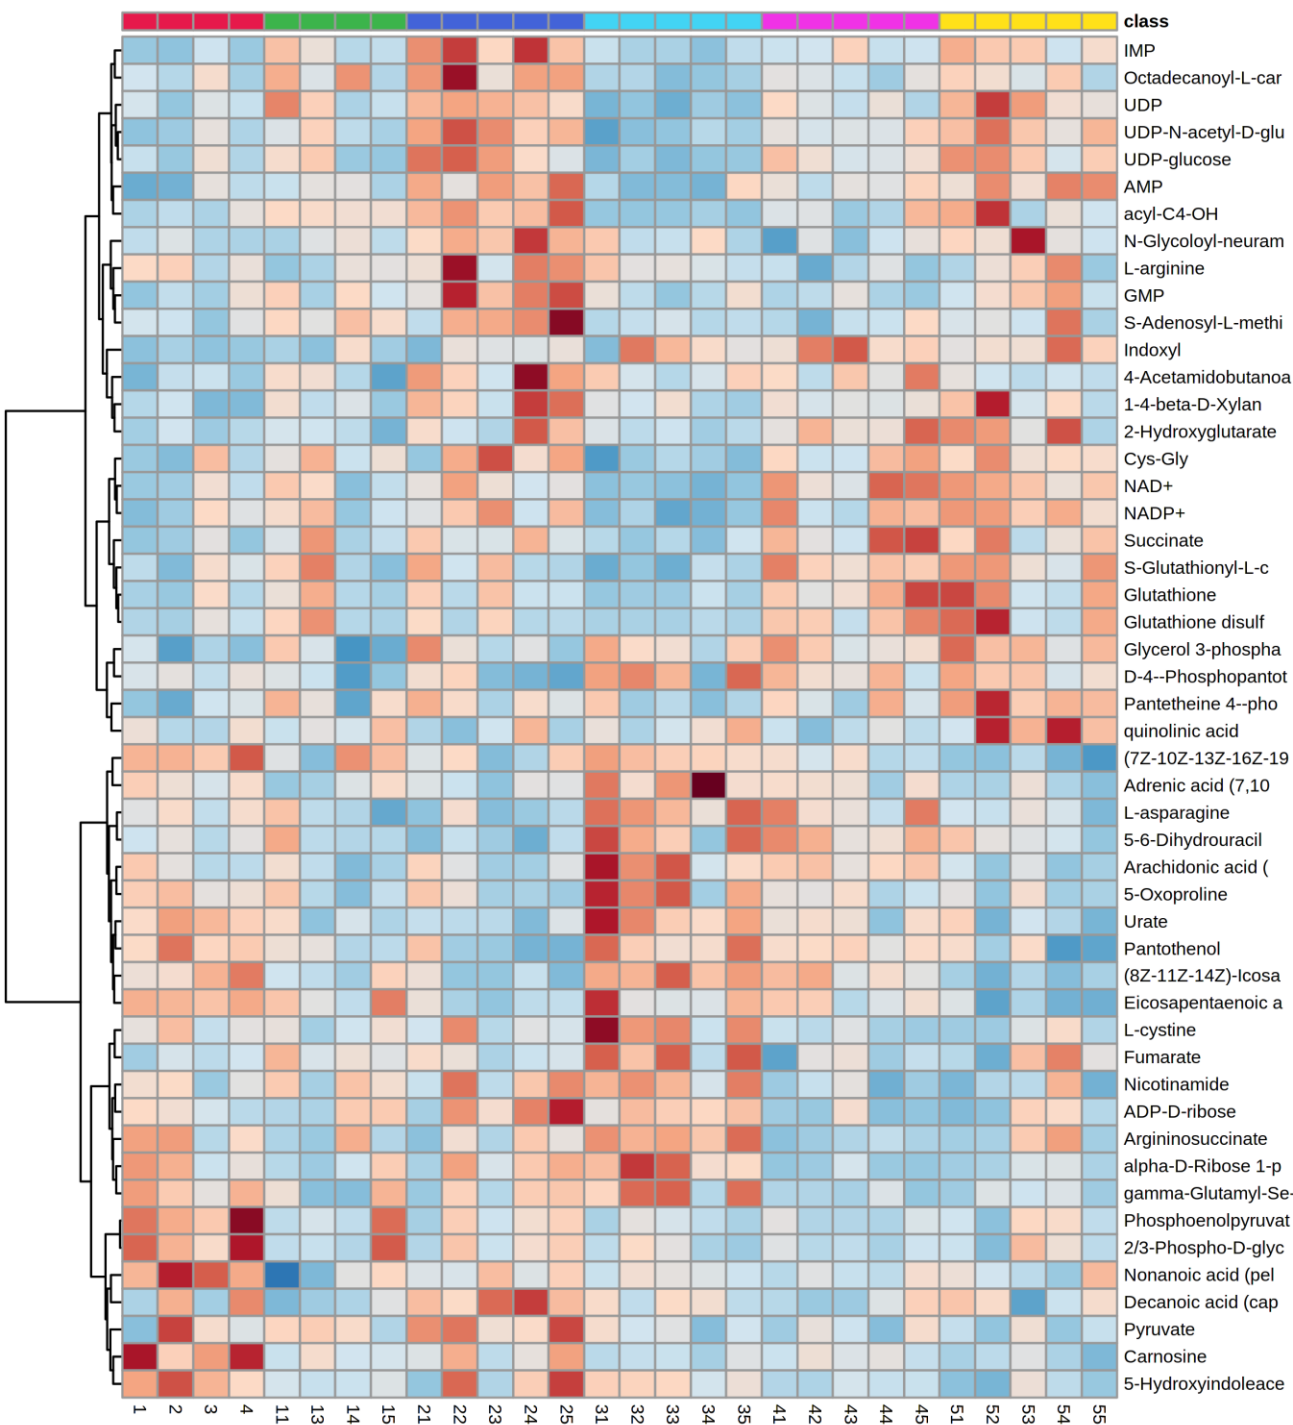 class
IMP
Octadecanoyl-L-car
UDP
UDP-N-acetyl-D-glu
UDP-glucose
AMP
acyl-C4-OH
N-Glycoloyl-neuram
L-arginine
GMP
S-Adenosyl-L-methi
Indoxyl
4-Acetamidobutanoa
1-4-beta-D-Xylan
2-Hydroxyglutarate
Cys-Gly
NAD+
NADP+
Succinate
S-Glutathionyl-L-c
Glutathione
Glutathione disulf
Glycerol 3-phospha
D-4--Phosphopantot
Pantetheine 4--pho
quinolinic acid
(7Z-10Z-13Z-16Z-19
Adrenic acid (7,10
L-asparagine
5-6-Dihydrouracil
Arachidonic acid (
5-Oxoproline
Urate
Pantothenol
(8Z-11Z-14Z)-Icosa
Eicosapentaenoic a
L-cystine
Fumarate
Nicotinamide
ADP-D-ribose
Argininosuccinate
alpha-D-Ribose 1-p
gamma-Glutamyl-Se-
Phosphoenolpyruvat
2/3-Phospho-D-glyc
Nonanoic acid (pel
Decanoic acid (cap
Pyruvate
Carnosine
5-Hydroxyindoleace
1 2 3 4 11 13 14 15 21 22 23 24 25 31 32 33 34 35 41 42 43 44 45 51 52 53 54 55